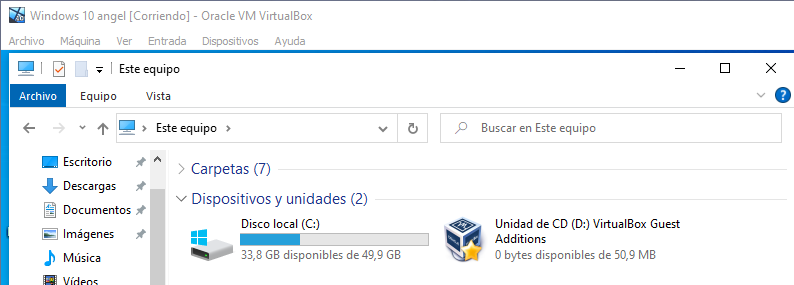 Windows 10 angel [Corriendo] - Oracle VM VirtualBox
Archivo Máquina Ver Entrada Dispositivos Ayuda
Este equipo
Archivo Equipo Vista
Este equipo
Buscar en Este equipo
Escritorio
Descargas
Documentos
Imágenes
Música
Vídeos
Carpetas (7)
Dispositivos y unidades (2)
Disco local (C:)
33,8 GB disponibles de 49,9 GB
Unidad de CD (D:) VirtualBox Guest
Additions
0 bytes disponibles de 50,9 MB